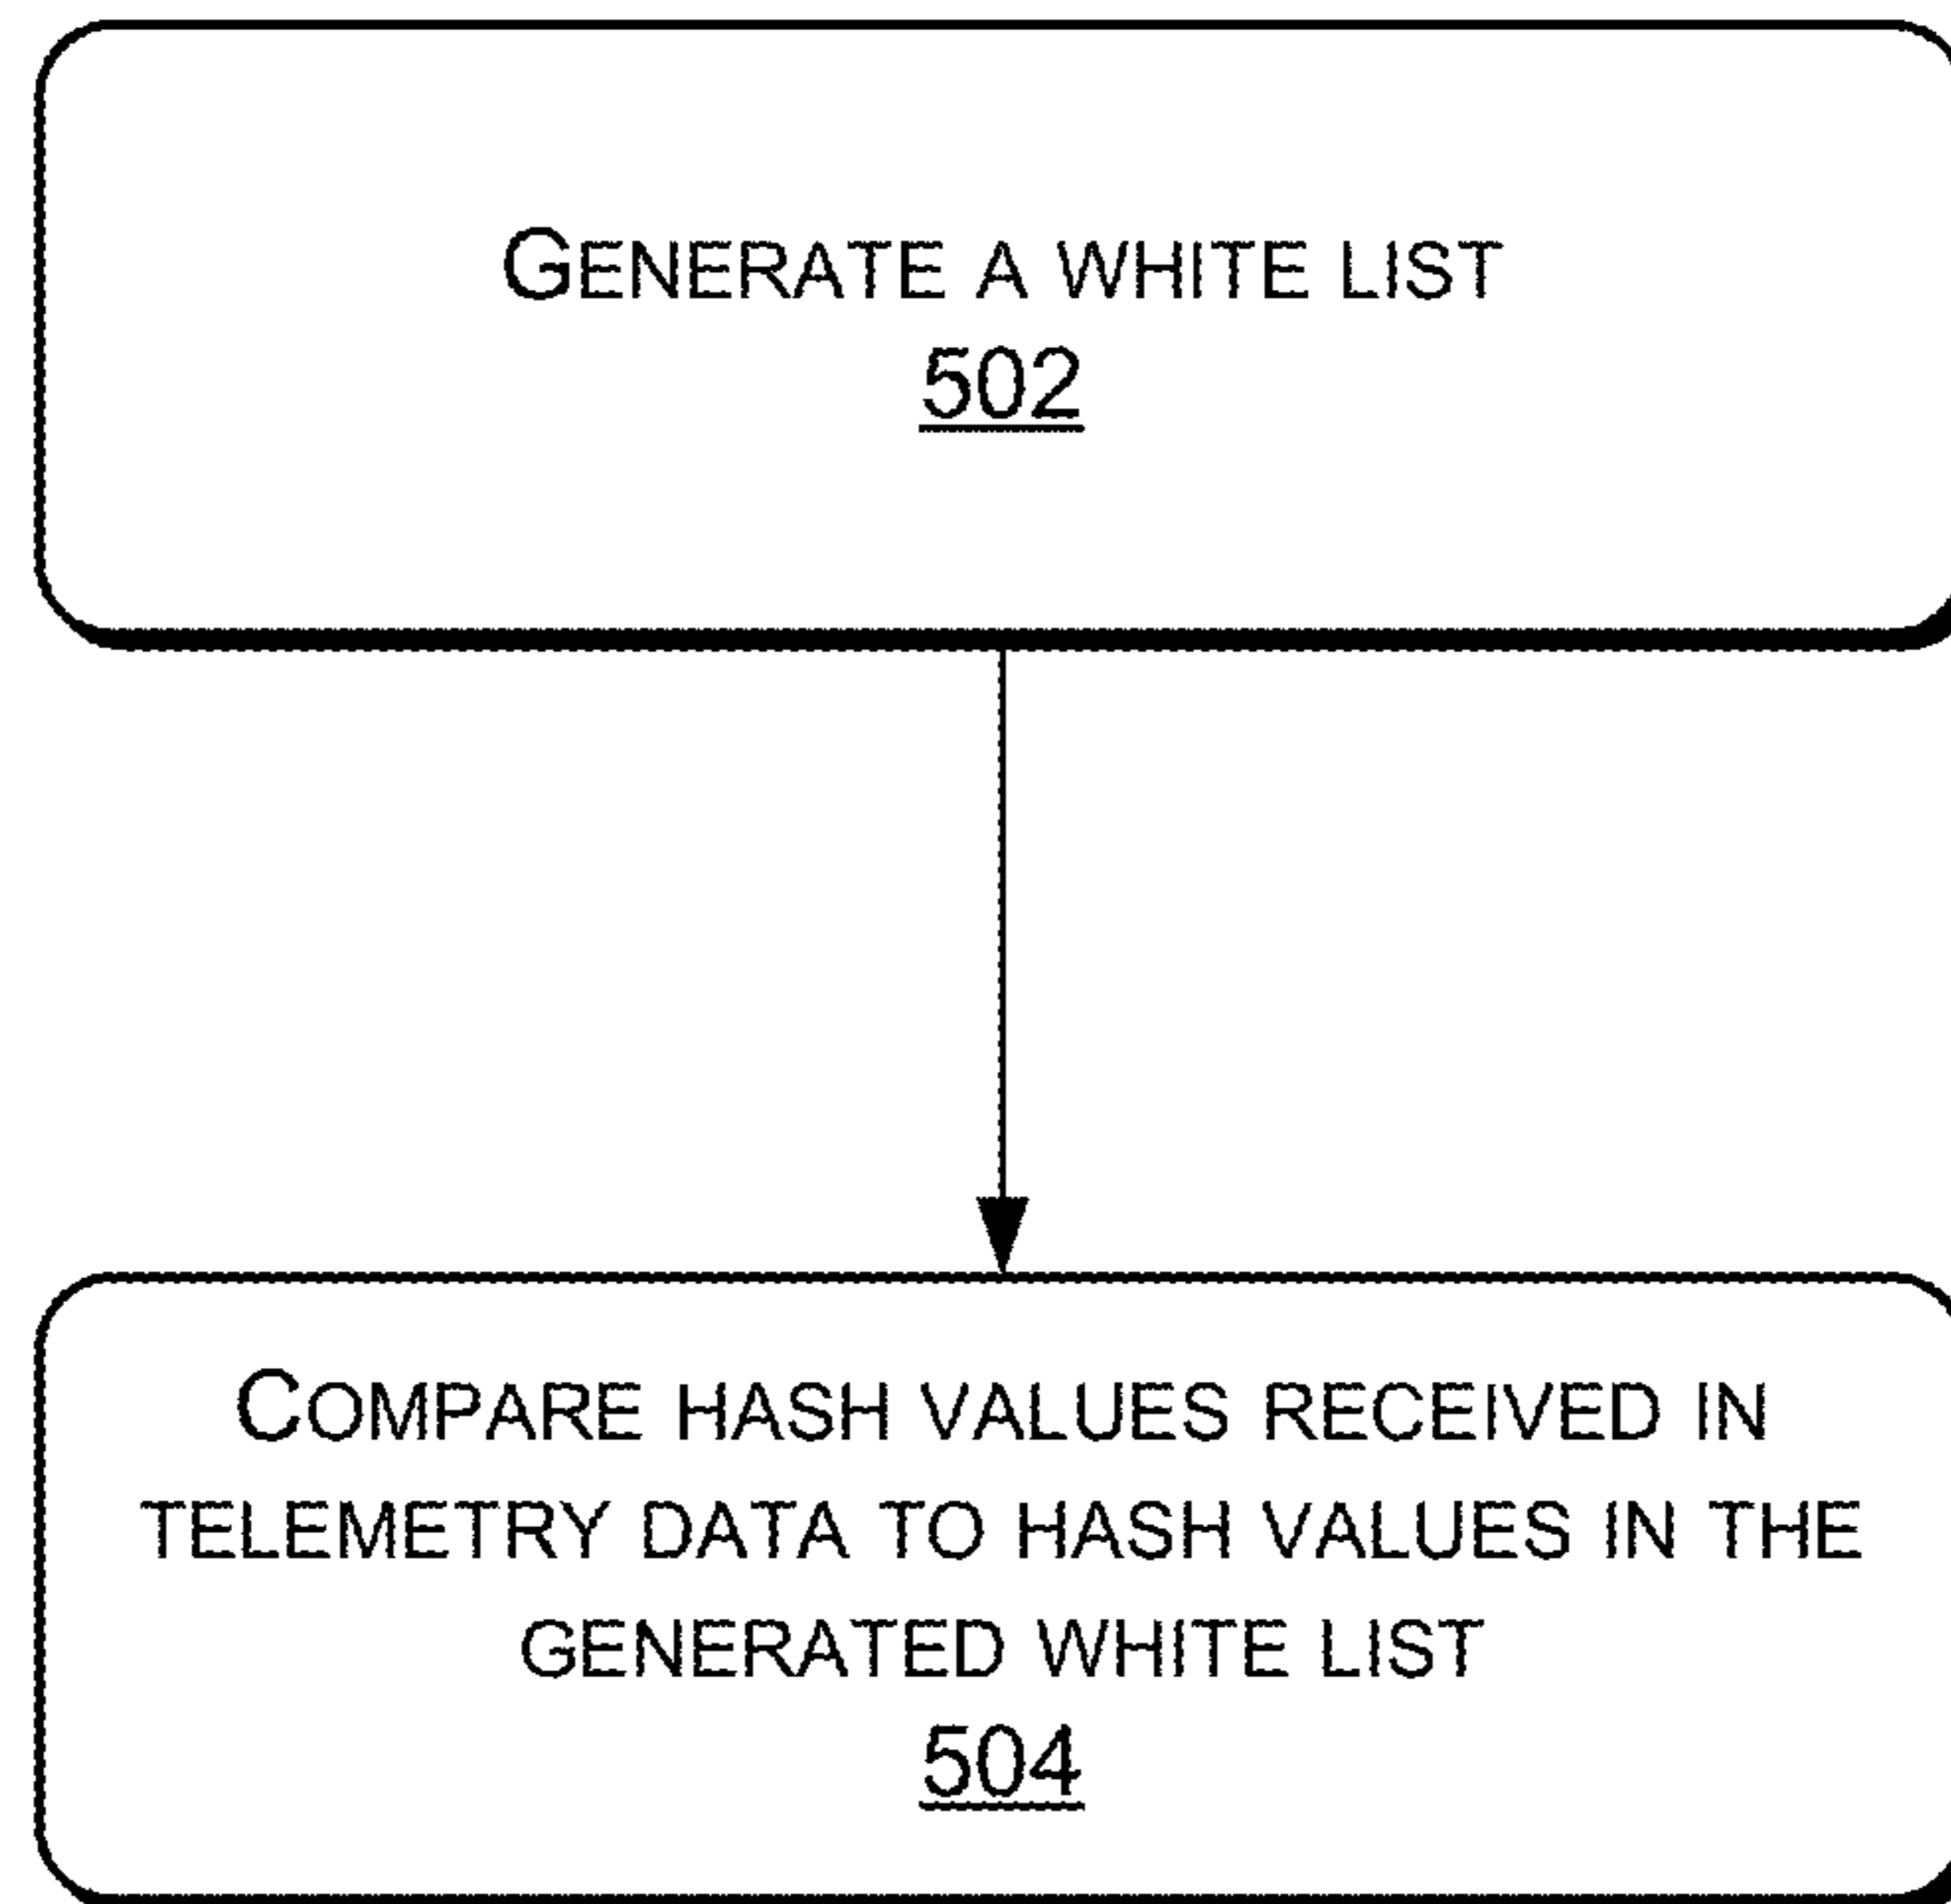 GENERATE A WHITE LIST
502
COMPARE HASH VALUES RECEIVED IN
TELEMETRY DATA TO HASH VALUES IN THE
GENERATED WHITE LIST
504